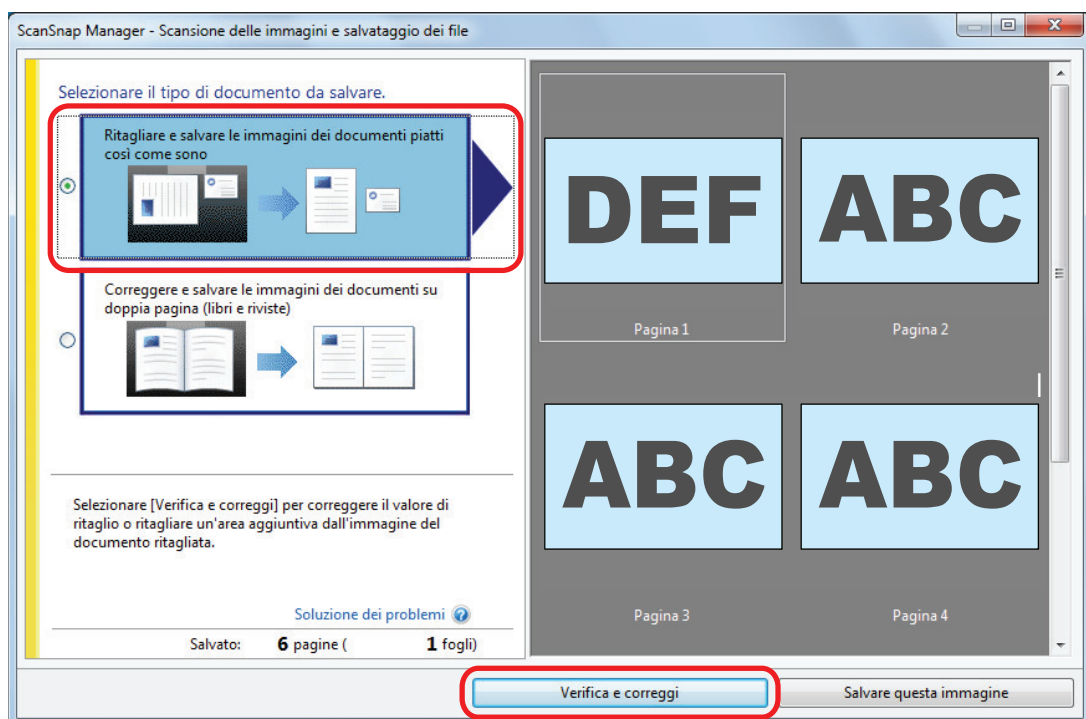 ScanSnap Manager - Scansione delle immagini e salvataggio dei file
Selezionare il tipo di documento da salvare.
Ritagliare e salvare le immagini dei documenti piatti
così come sono
Correggere e salvare le immagini dei documenti su
doppia pagina (libri e riviste)
Selezionare [Verifica e correggi] per correggere il valore di
ritaglio o ritagliare un'area aggiuntiva dall'immagine del
documento ritagliata.
Soluzione dei problemi
Salvato: 6 pagine ( 1 fogli)
DEF
ABC
Pagina 1
Pagina 2
ABC
ABC
Pagina 3
Pagina 4
Verifica e correggi
Salvare questa immagine